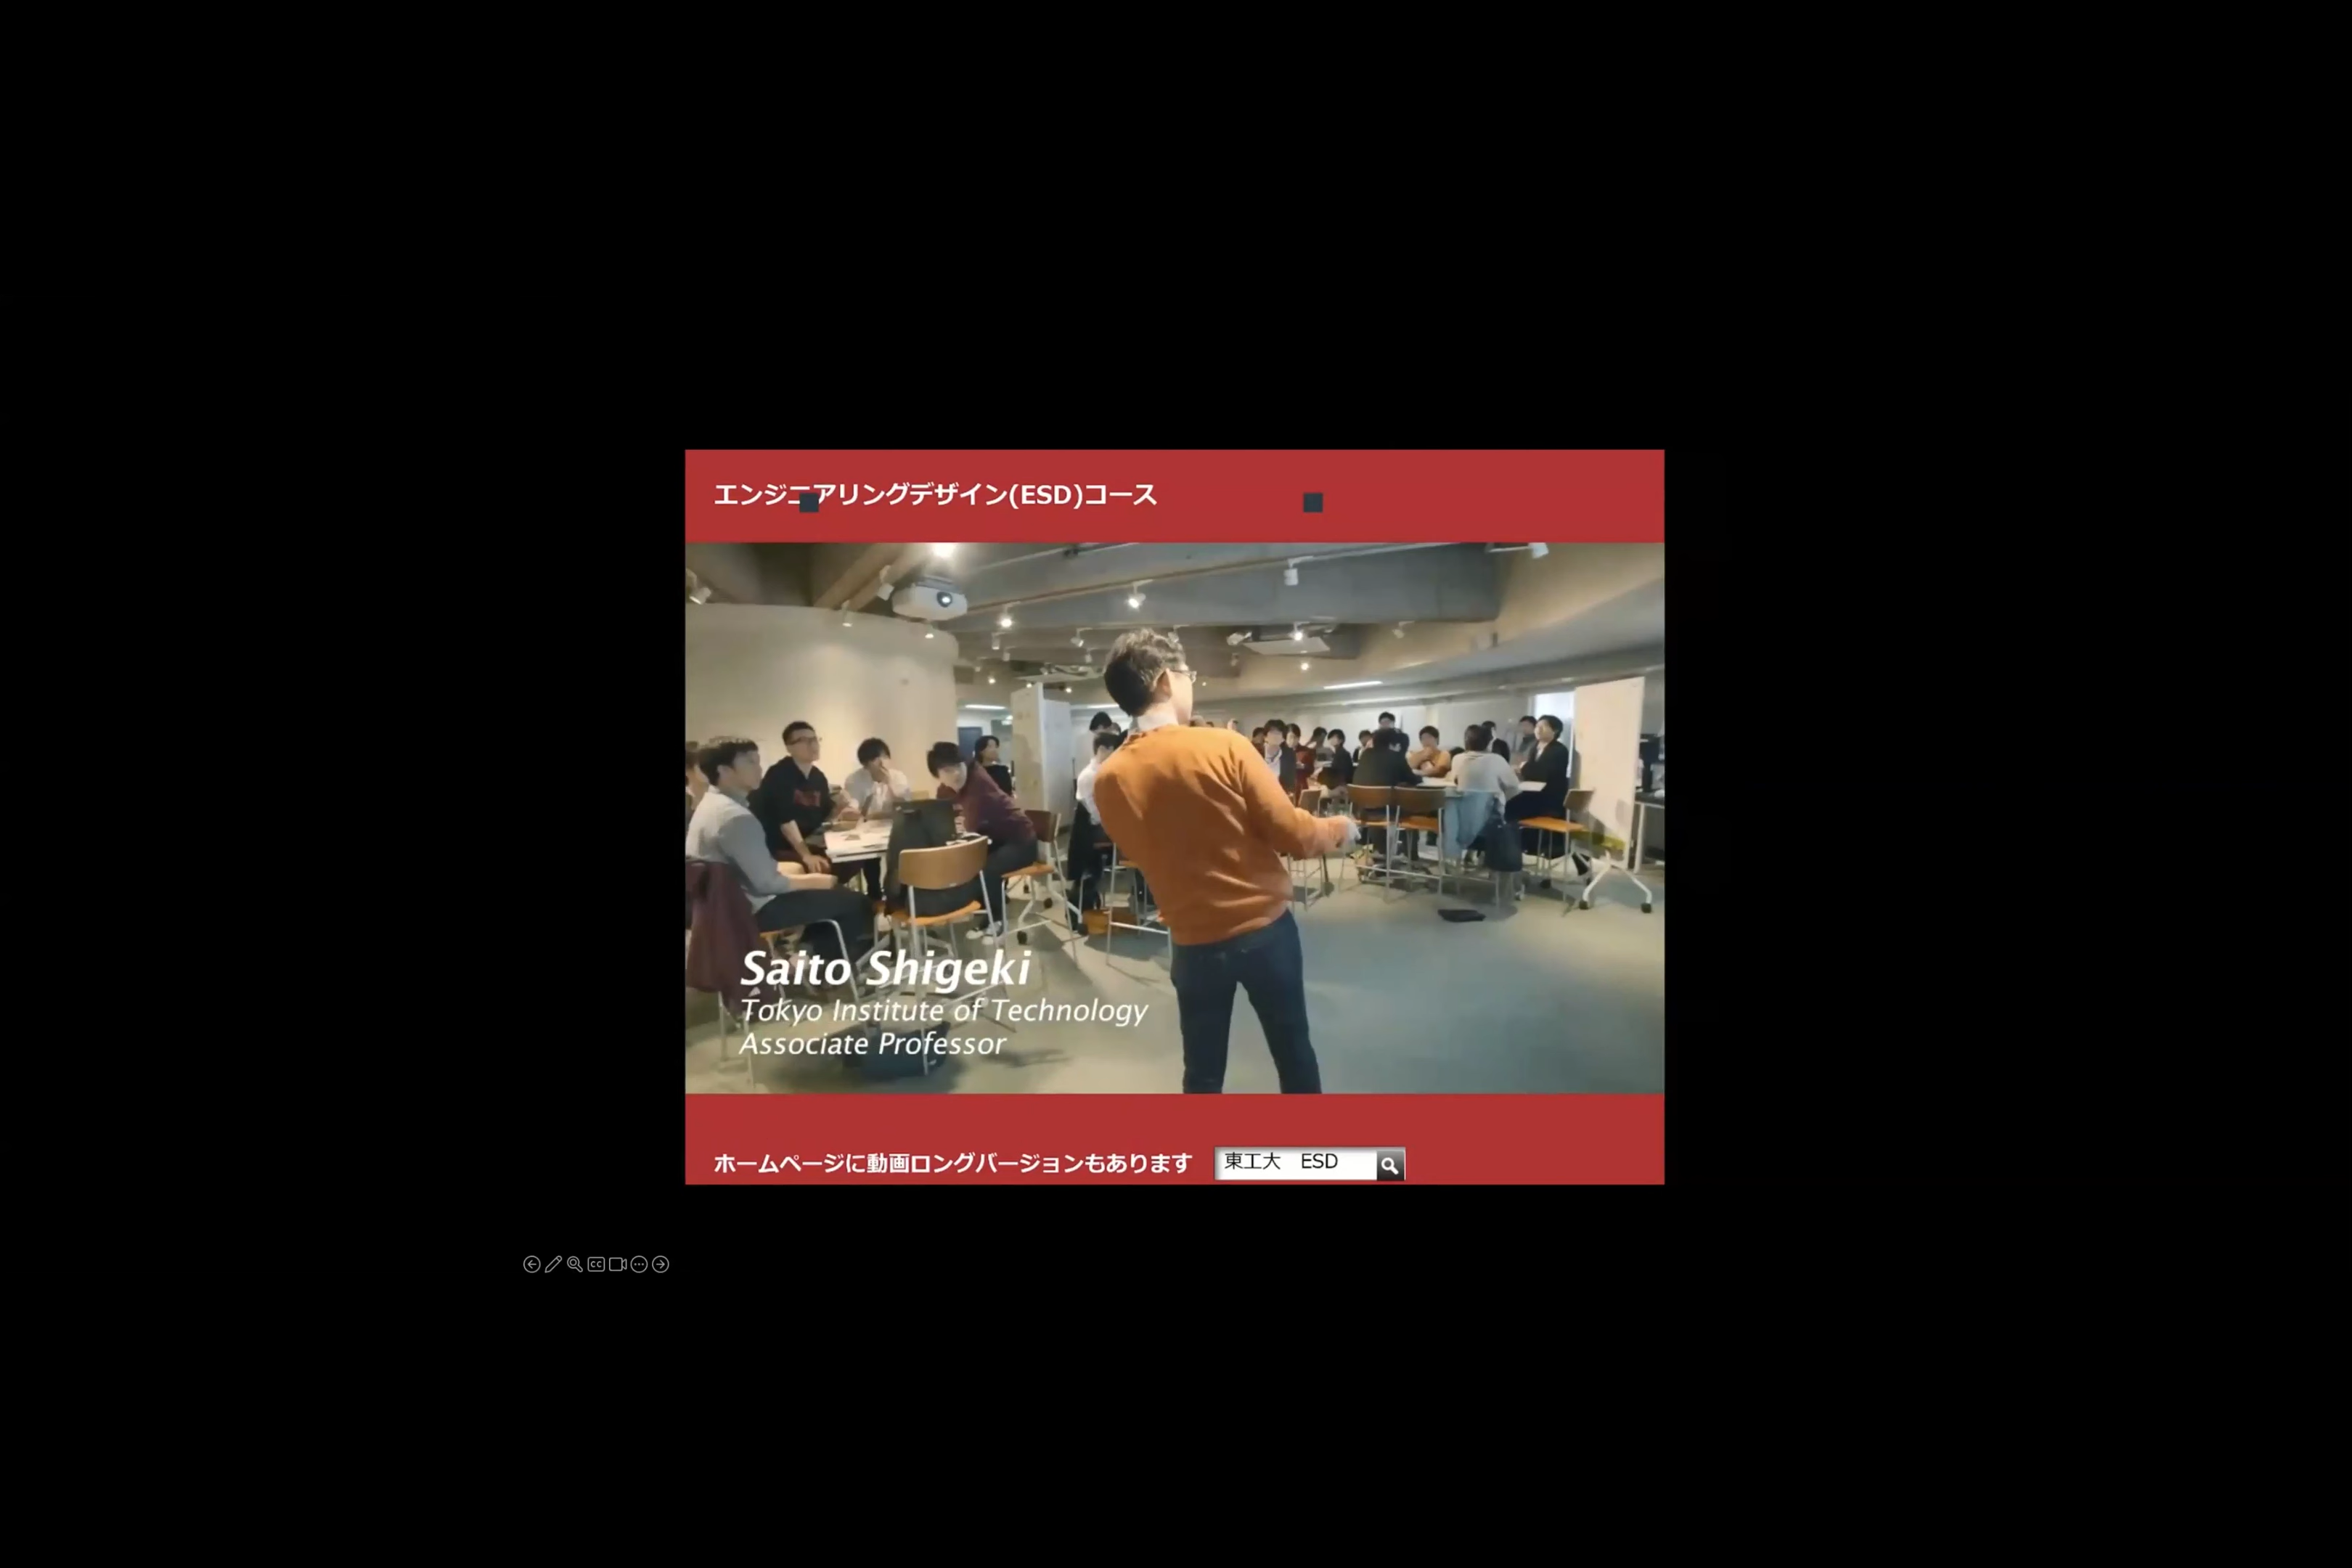 エンジニアリングデザイン(ESD)コース
Saito Shigeki
Tokyo Institute of Technology
Associate Professor
ホームページに動画ロングバージョンもあります
東工大　ESD
CC